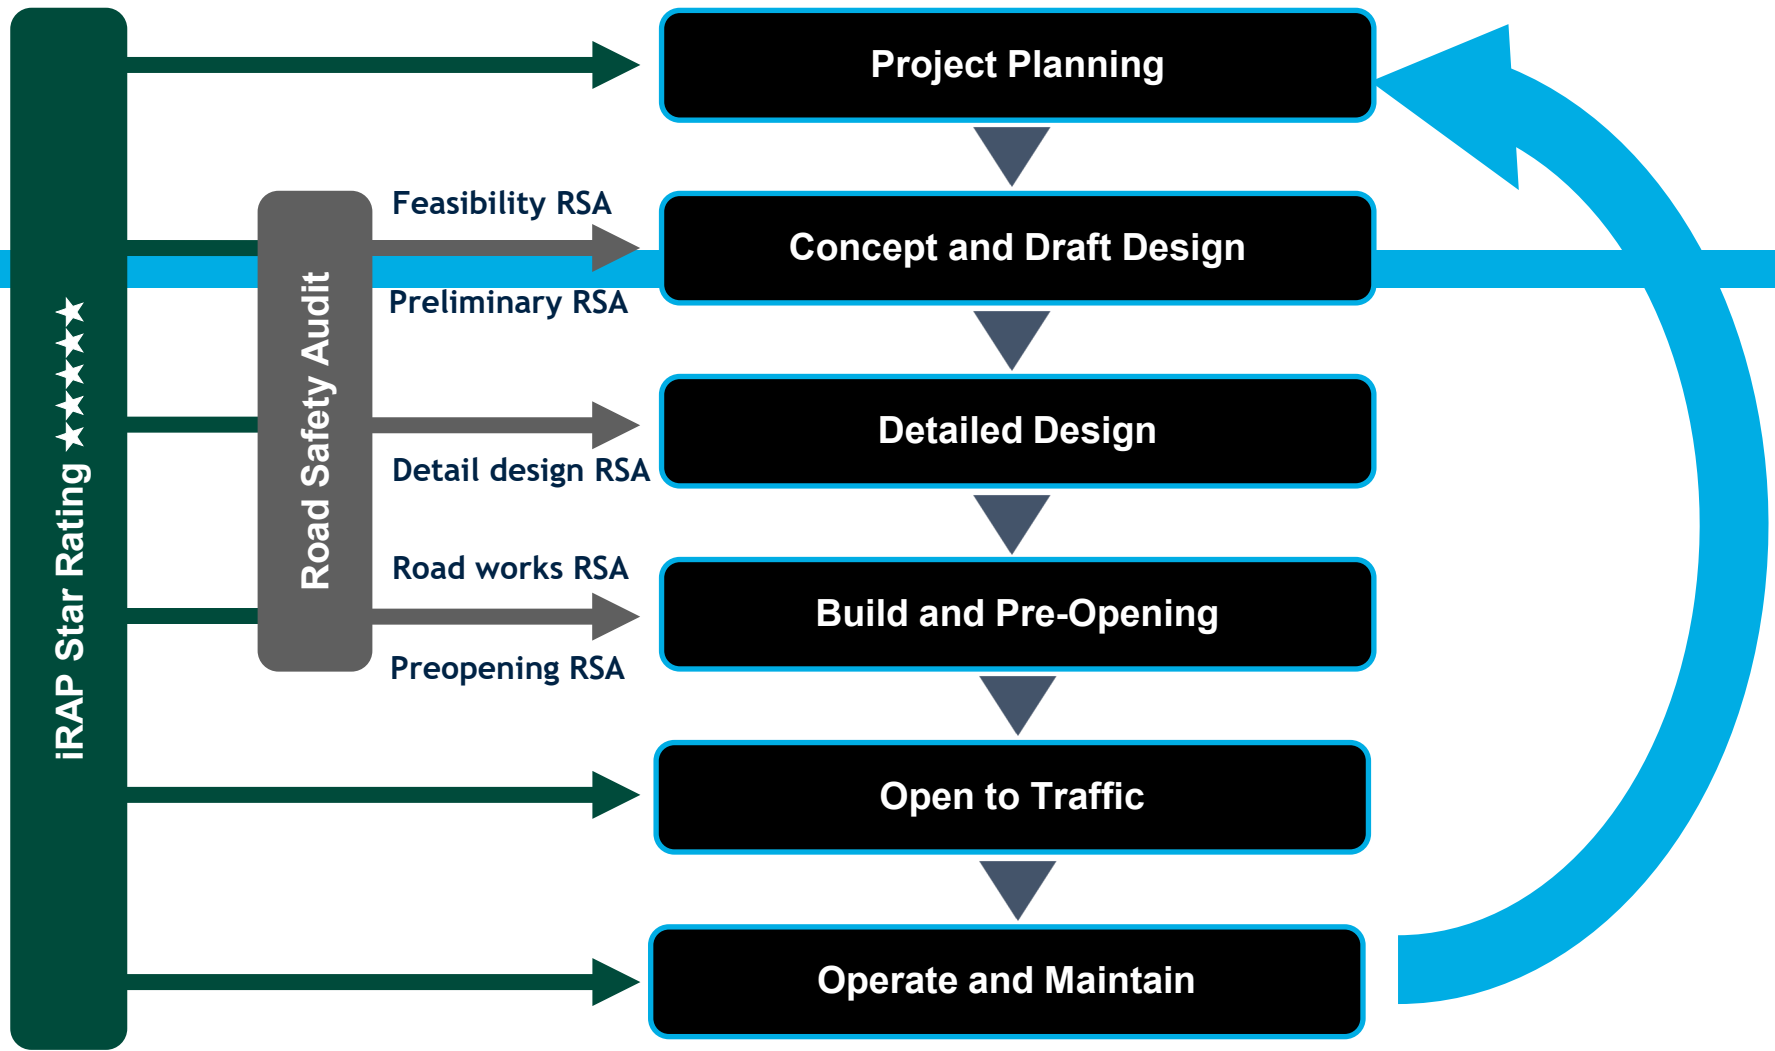 iRAP Star Rating ★★★★★
Road Safety Audit
Project Planning
Feasibility RSA
Concept and Draft Design
Preliminary RSA
Detailed Design
Detail design RSA
Road works RSA
Build and Pre-Opening
Preopening RSA
Open to Traffic
Operate and Maintain